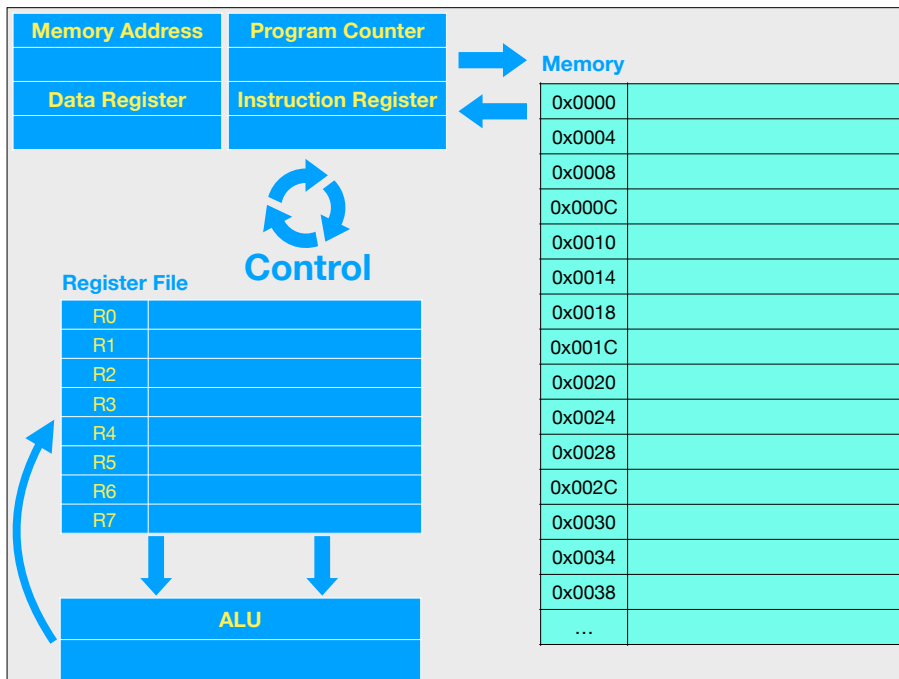 Memory Address Program Counter
Data Register Instruction Register
Control
Register File
R0
R1
R2
R3
R4
R5
R6
R7
ALU
Memory
0x0000
0x0004
0x0008
0x000C
0x0010
0x0014
0x0018
0x001C
0x0020
0x0024
0x0028
0x002C
0x0030
0x0034
0x0038
…